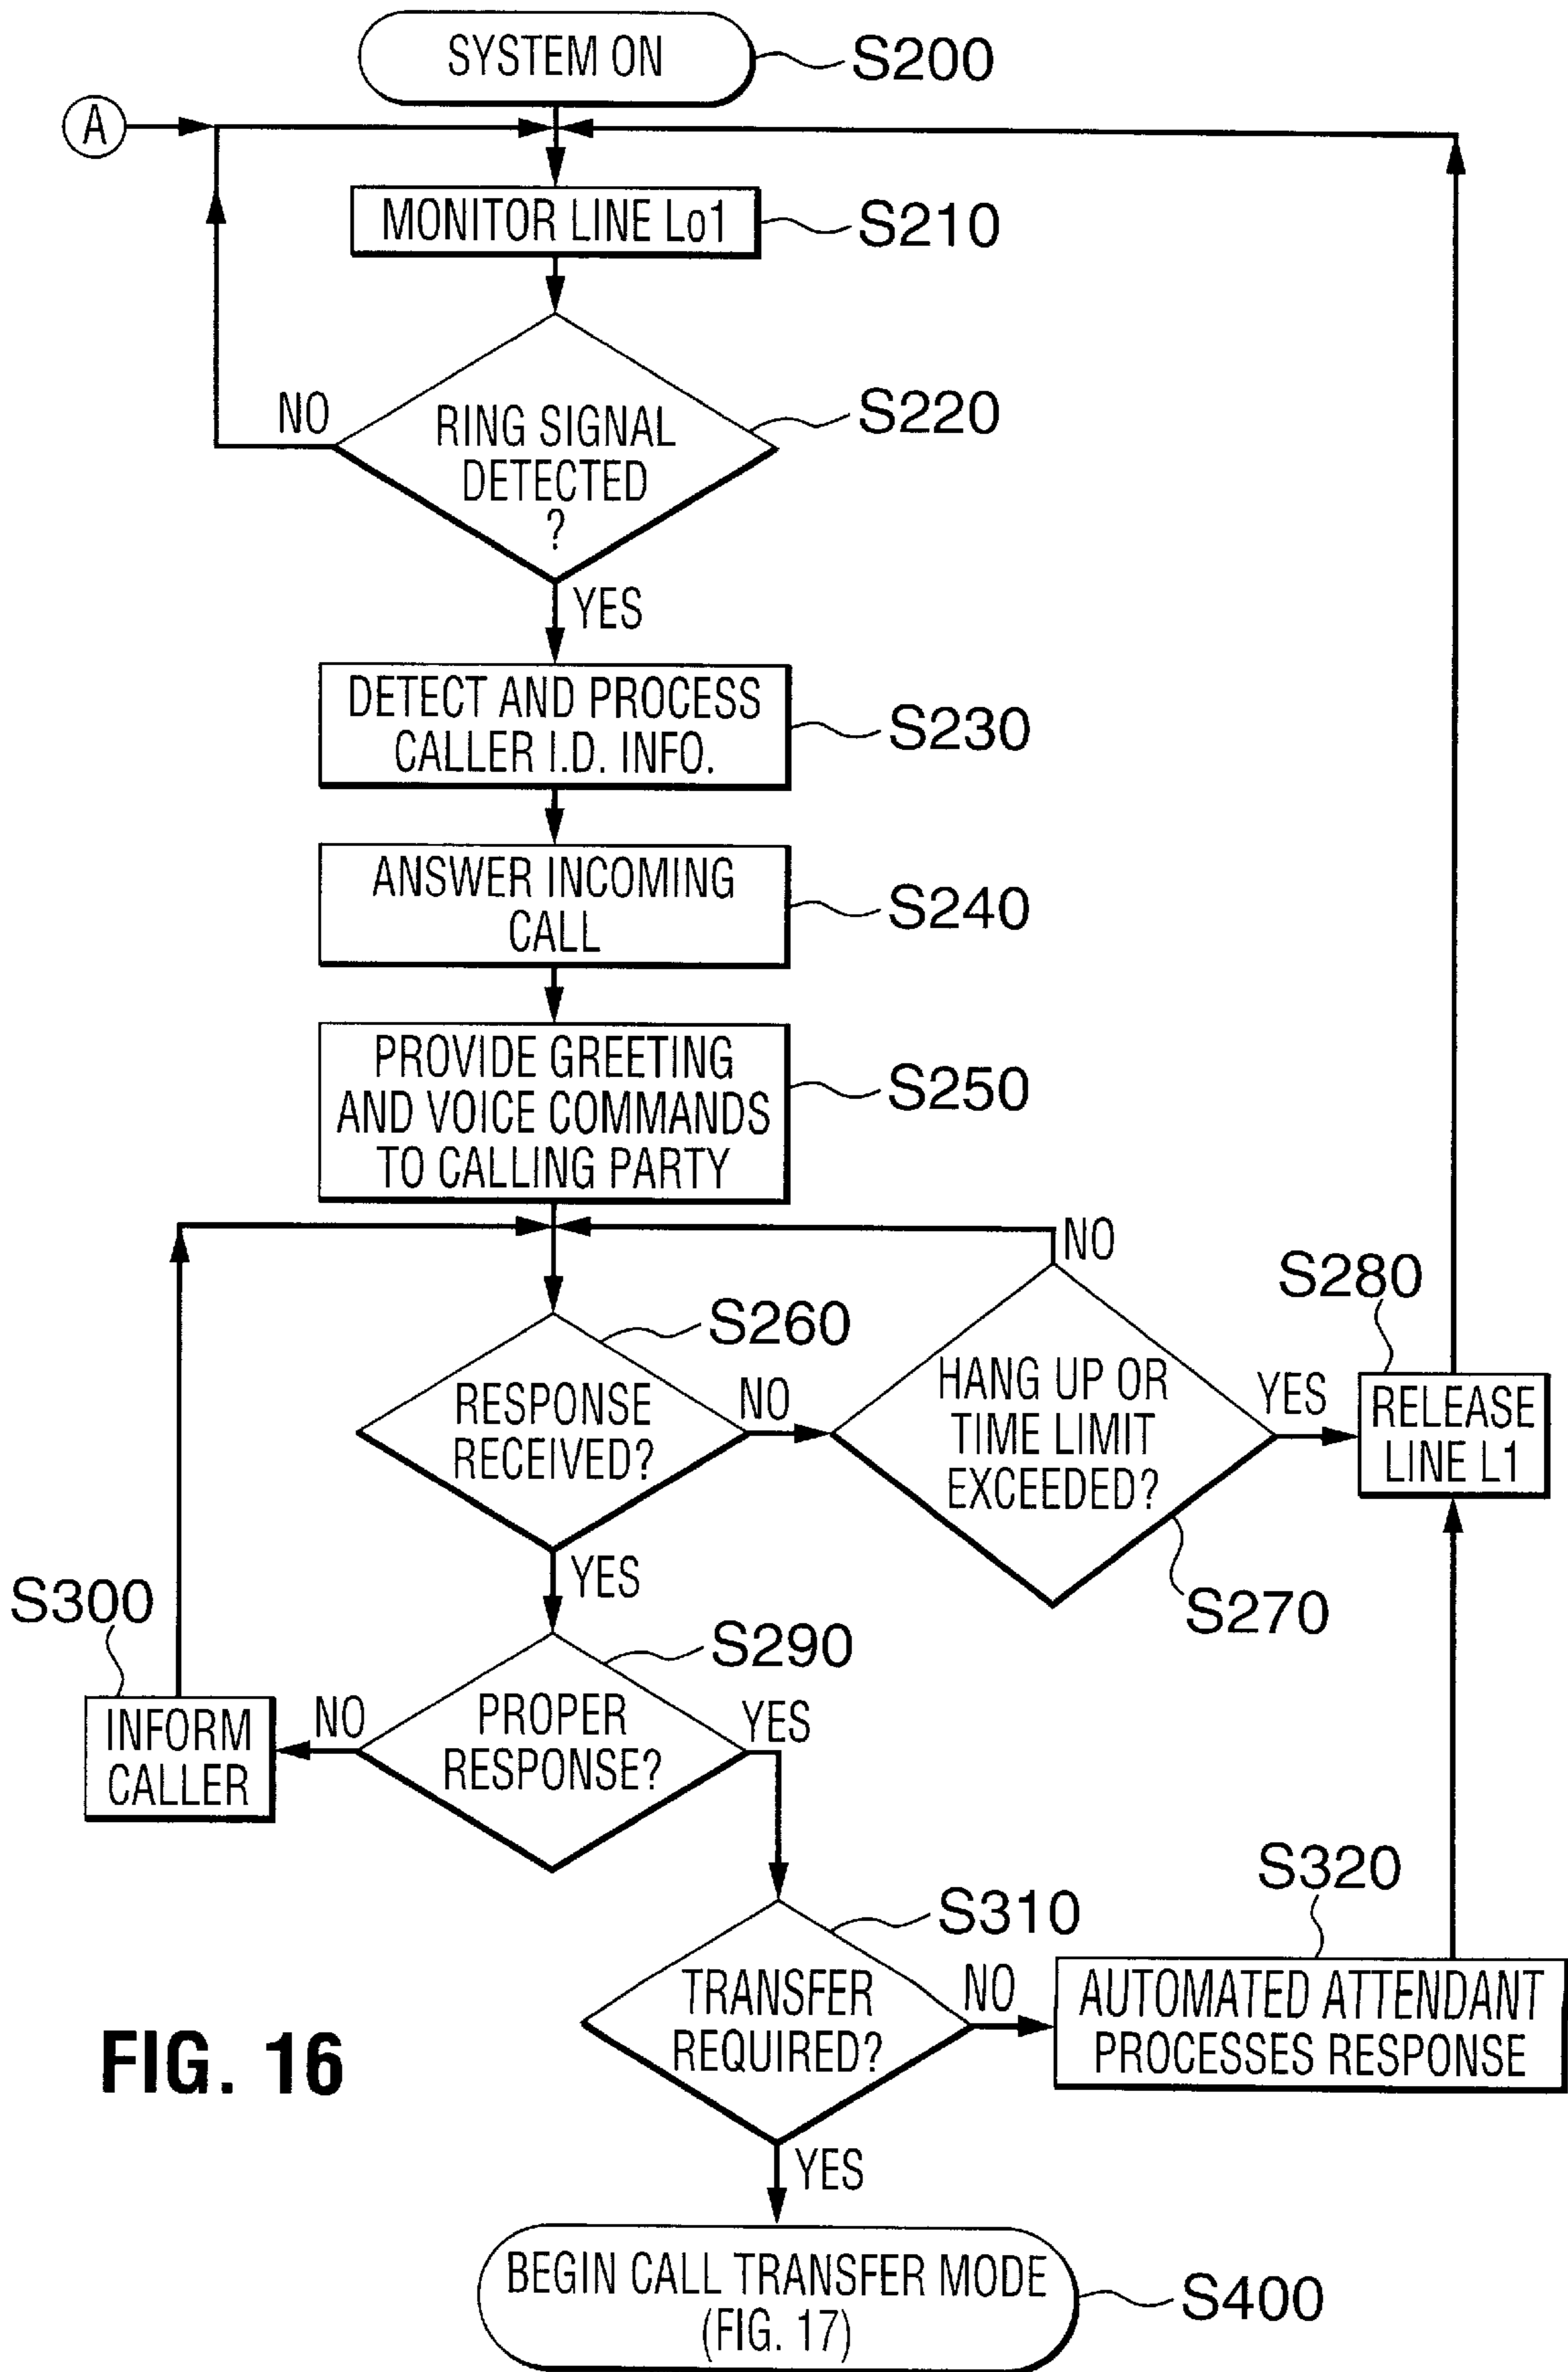 SYSTEM ON
S200
A
MONITOR LINE Lo1
S210
RING SIGNAL
DETECTED
?
S220
NO
YES
DETECT AND PROCESS
CALLER I.D. INFO.
S230
ANSWER INCOMING
CALL
S240
PROVIDE GREETING
AND VOICE COMMANDS
TO CALLING PARTY
S250
RESPONSE
RECEIVED?
S260
NO
YES
HANG UP OR
TIME LIMIT
EXCEEDED?
S270
NO
YES
RELEASE
LINE L1
S280
PROPER
RESPONSE?
S290
NO
YES
INFORM
CALLER
S300
TRANSFER
REQUIRED?
S310
NO
YES
AUTOMATED ATTENDANT
PROCESSES RESPONSE
S320
BEGIN CALL TRANSFER MODE
(FIG. 17)
S400
FIG. 16